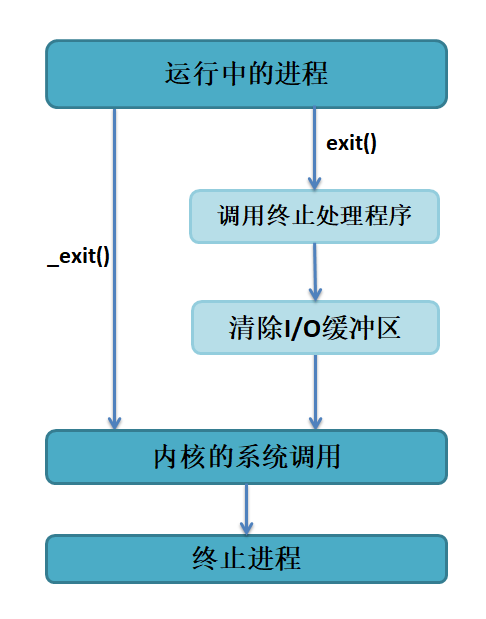 运行中的进程
exit()
调用终止处理程序
_exit()
清除I/O缓冲区
内核的系统调用
终止进程